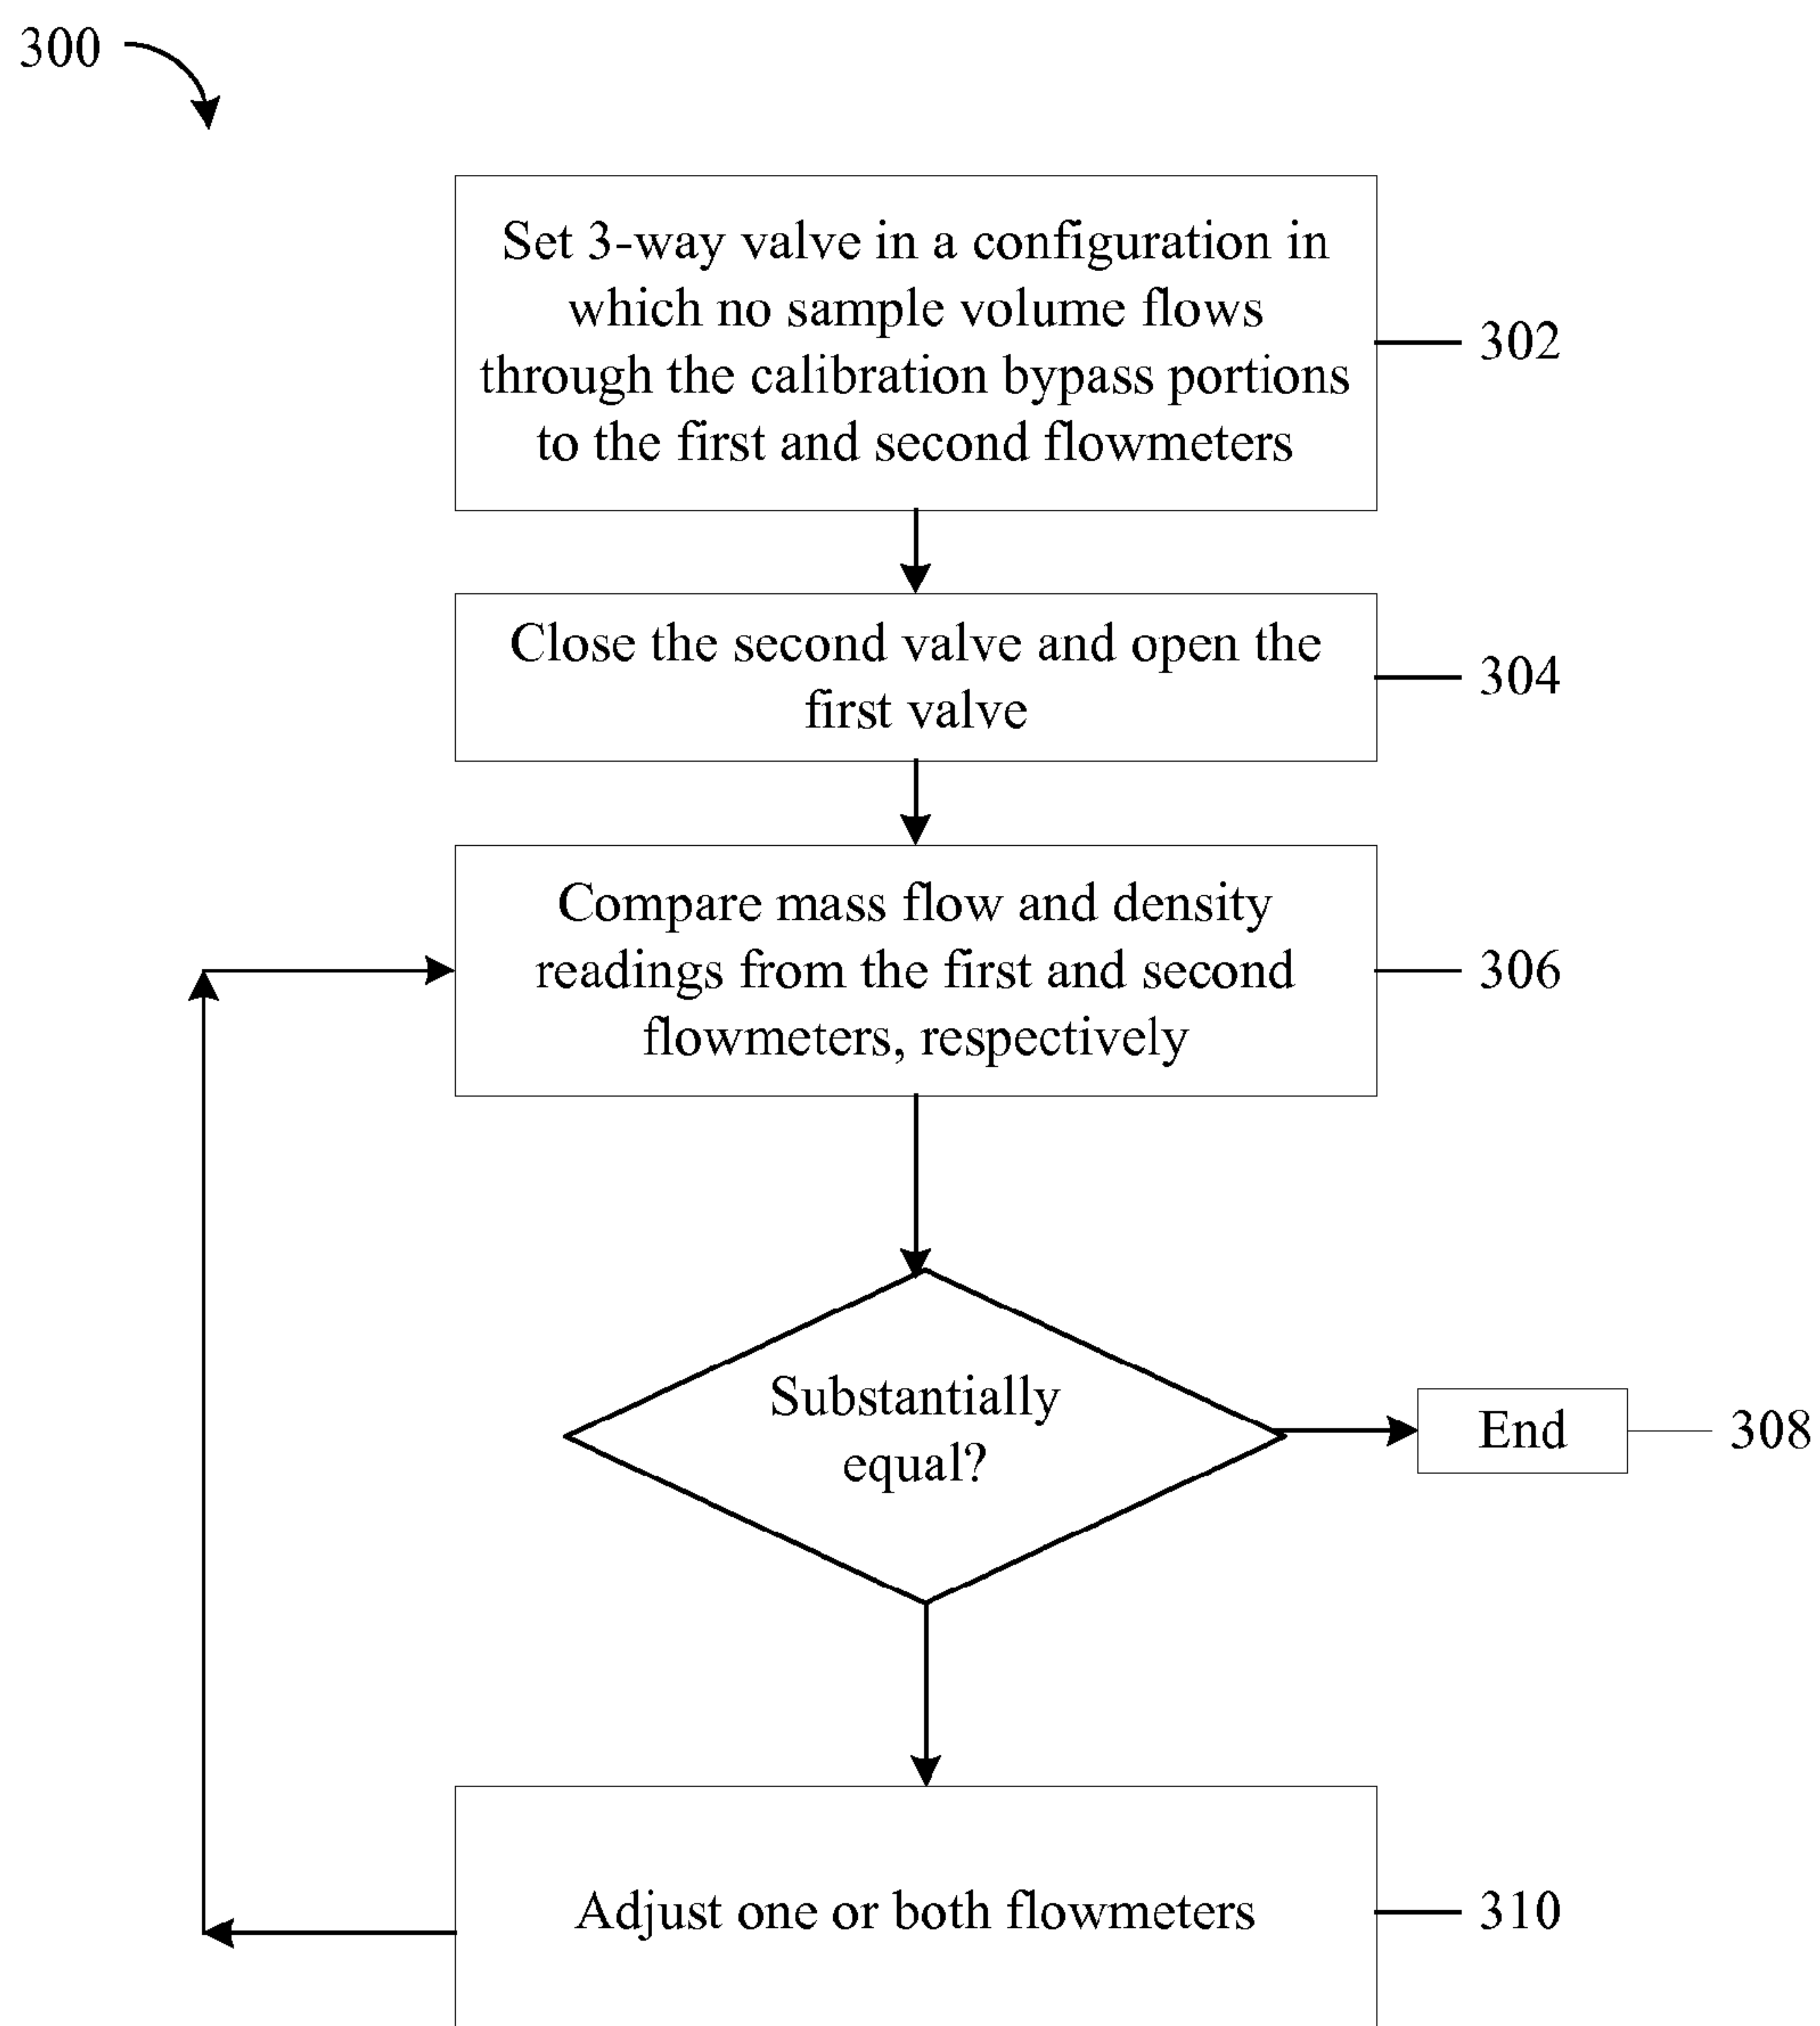 300
Set 3-way valve in a configuration in
which no sample volume flows
through the calibration bypass portions
to the first and second flowmeters
302
Close the second valve and open the
first valve
304
Compare mass flow and density
readings from the first and second
flowmeters, respectively
306
Substantially
equal?
End
308
Adjust one or both flowmeters
310